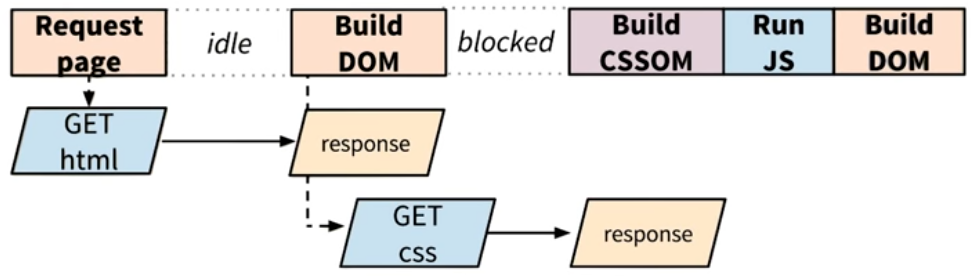 Request
page
idle
Build
DOM
blocked
Build
CSSOM
Run
JS
Build
DOM
GET
html
response
GET
css
response